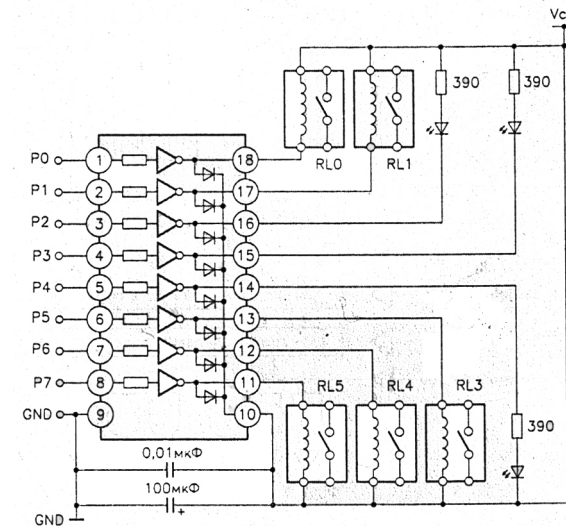 Vc
390
390
RL0
RL1
P0
1
18
P1
2
17
P2
3
16
P3
4
15
P4
5
14
P5
6
13
P6
7
12
P7
8
11
GND
9
10
RL5
RL4
RL3
390
0,01мкФ
100мкФ
+
GND